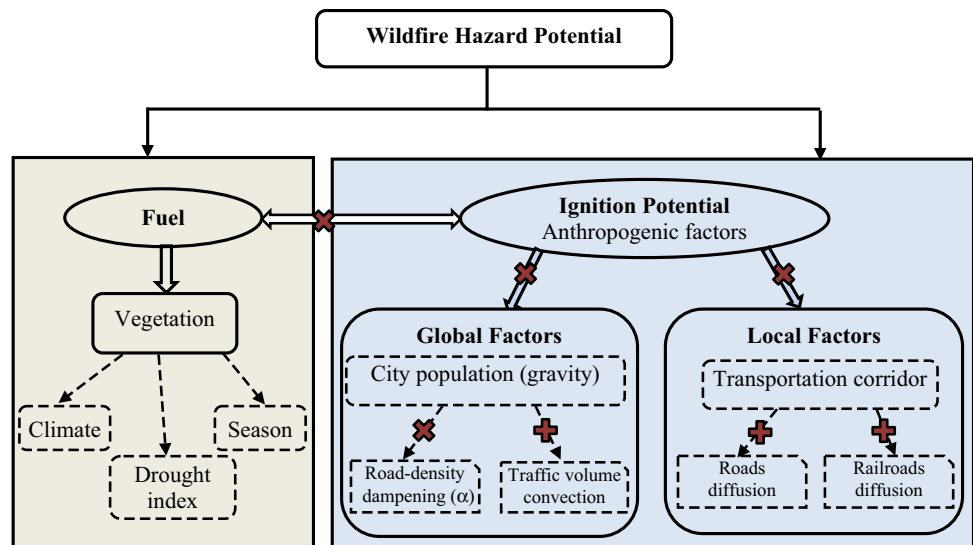 Wildfire Hazard Potential
Fuel
Ignition Potential
Anthropogenic factors
Vegetation
Climate
Season
Drought
index
Global Factors
City population (gravity)
Road-density
dampening (α)
Traffic volume
convection
Local Factors
Transportation corridor
Roads
diffusion
Railroads
diffusion